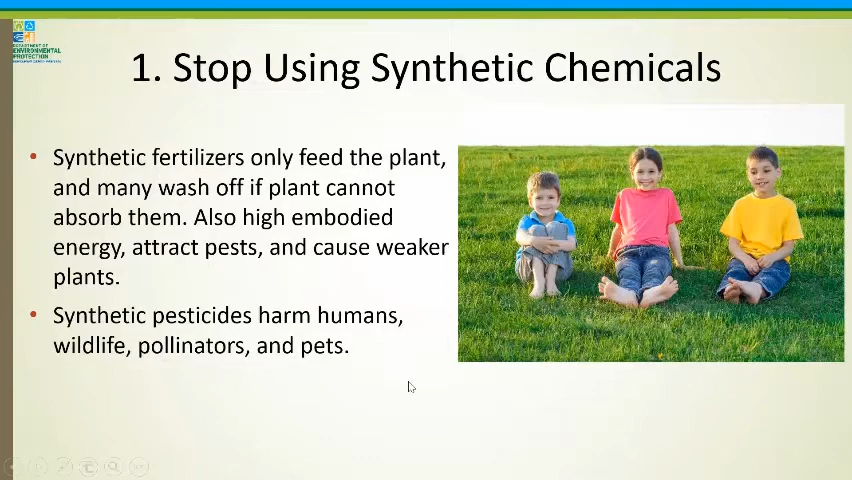 DEPARTMENT OF
ENVIRONMENTAL
PROTECTION
1. Stop Using Synthetic Chemicals
• Synthetic fertilizers only feed the plant,
and many wash off if plant cannot
absorb them. Also high embodied
energy, attract pests, and cause weaker
plants.
• Synthetic pesticides harm humans,
wildlife, pollinators, and pets.